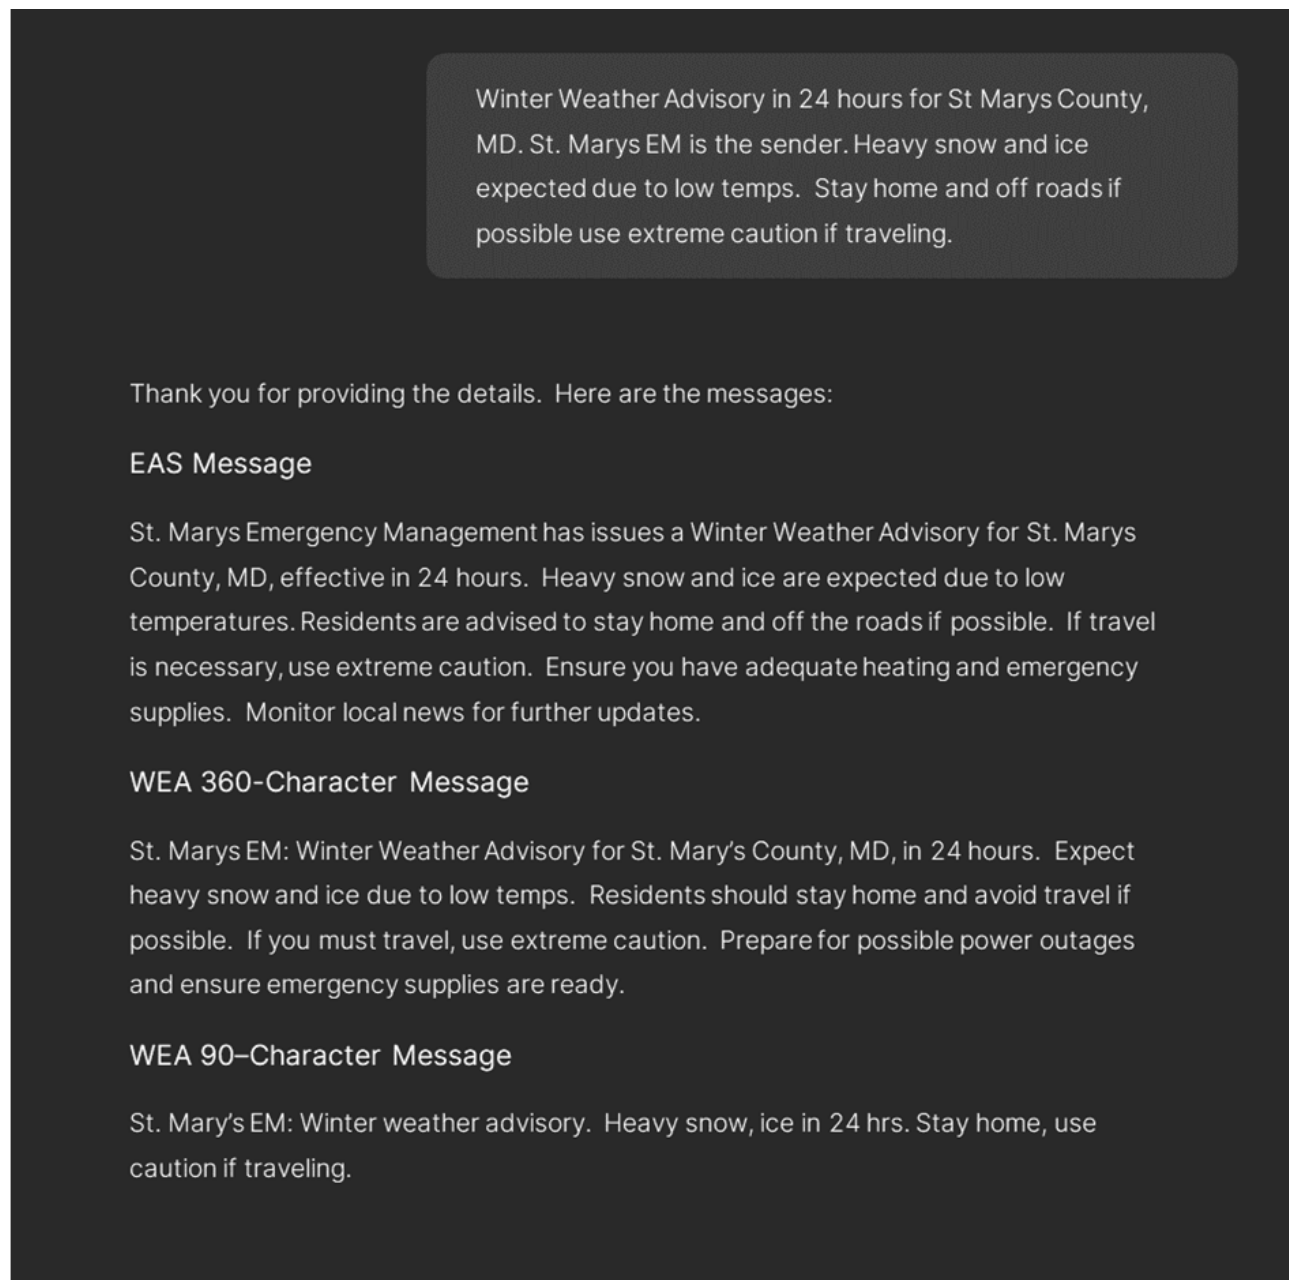 Winter Weather Advisory in 24 hours for St Marys County,
MD. St. Marys EM is the sender. Heavy snow and ice
expected due to low temps. Stay home and off roads if
possible use extreme caution if traveling.
Thank you for providing the details. Here are the messages:
EAS Message
St. Marys Emergency Management has issues a Winter Weather Advisory for St. Marys
County, MD, effective in 24 hours. Heavy snow and ice are expected due to low
temperatures. Residents are advised to stay home and off the roads if possible. If travel
is necessary, use extreme caution. Ensure you have adequate heating and emergency
supplies. Monitor local news for further updates.
WEA 360-Character Message
St. Marys EM: Winter Weather Advisory for St. Mary’s County, MD, in 24 hours. Expect
heavy snow and ice due to low temps. Residents should stay home and avoid travel if
possible. If you must travel, use extreme caution. Prepare for possible power outages
and ensure emergency supplies are ready.
WEA 90–Character Message
St. Mary’s EM: Winter weather advisory. Heavy snow, ice in 24 hrs. Stay home, use
caution if traveling.